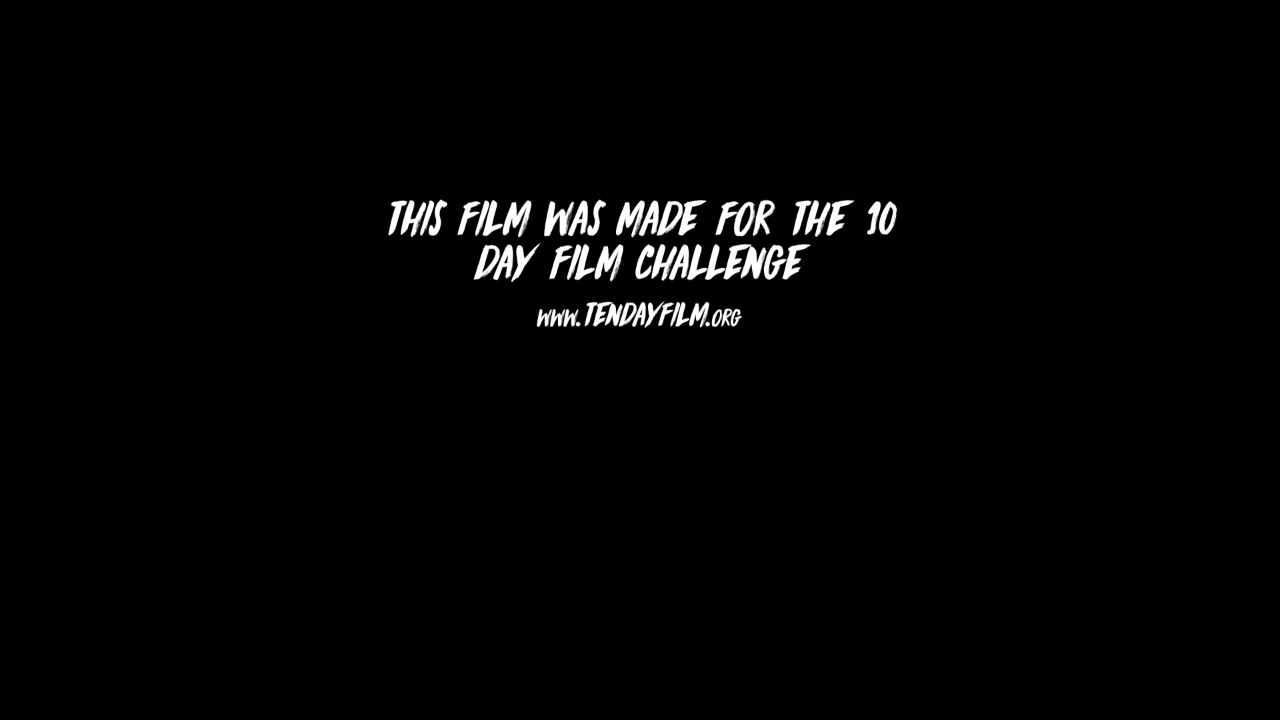 THIS FILM WAS MADE FOR THE 10
DAY FILM CHALLENGE
WWW.TENDAYFILM.ORG